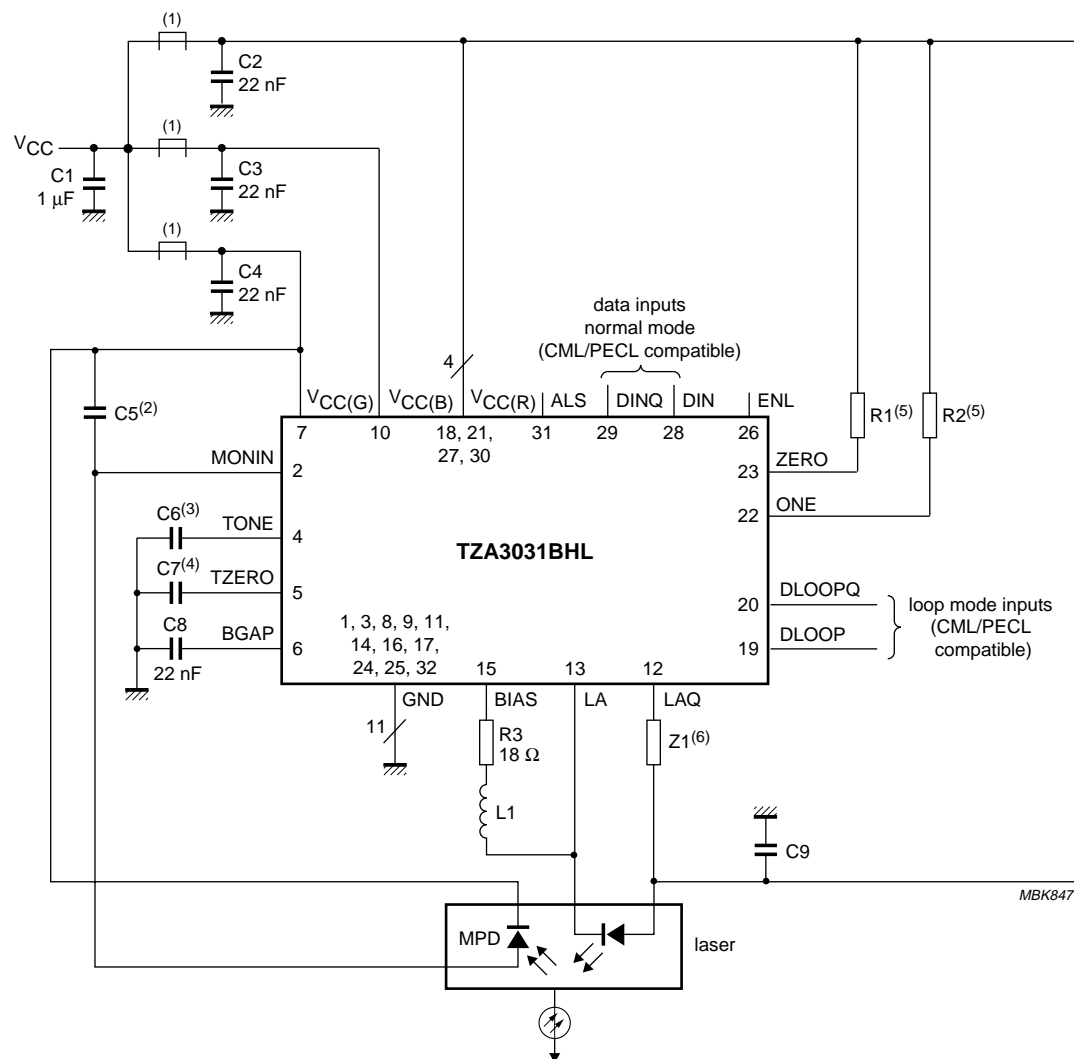 (1)
C2
22 nF
(1)
VCC
C3
22 nF
C1
1 μF
(1)
C4
22 nF
data inputs
normal mode
(CML/PECL compatible)
4
C5(2)
VCC(G)
VCC(B)
VCC(R)
ALS
DINQ
DIN
ENL
R1(5)
R2(5)
7
10
18, 21,
27, 30
31
29
28
26
MONIN
2
23
ZERO
C6(3)
TONE
4
22
ONE
TZA3031BHL
C7(4)
TZERO
5
20
DLOOPQ
loop mode inputs
(CML/PECL
compatible)
C8
22 nF
BGAP
6
1, 3, 8, 9, 11,
14, 16, 17,
24, 25, 32
19
DLOOP
15
13
12
GND
BIAS
LA
LAQ
11
R3
18 Ω
Z1(6)
L1
C9
MBK847
MPD
laser